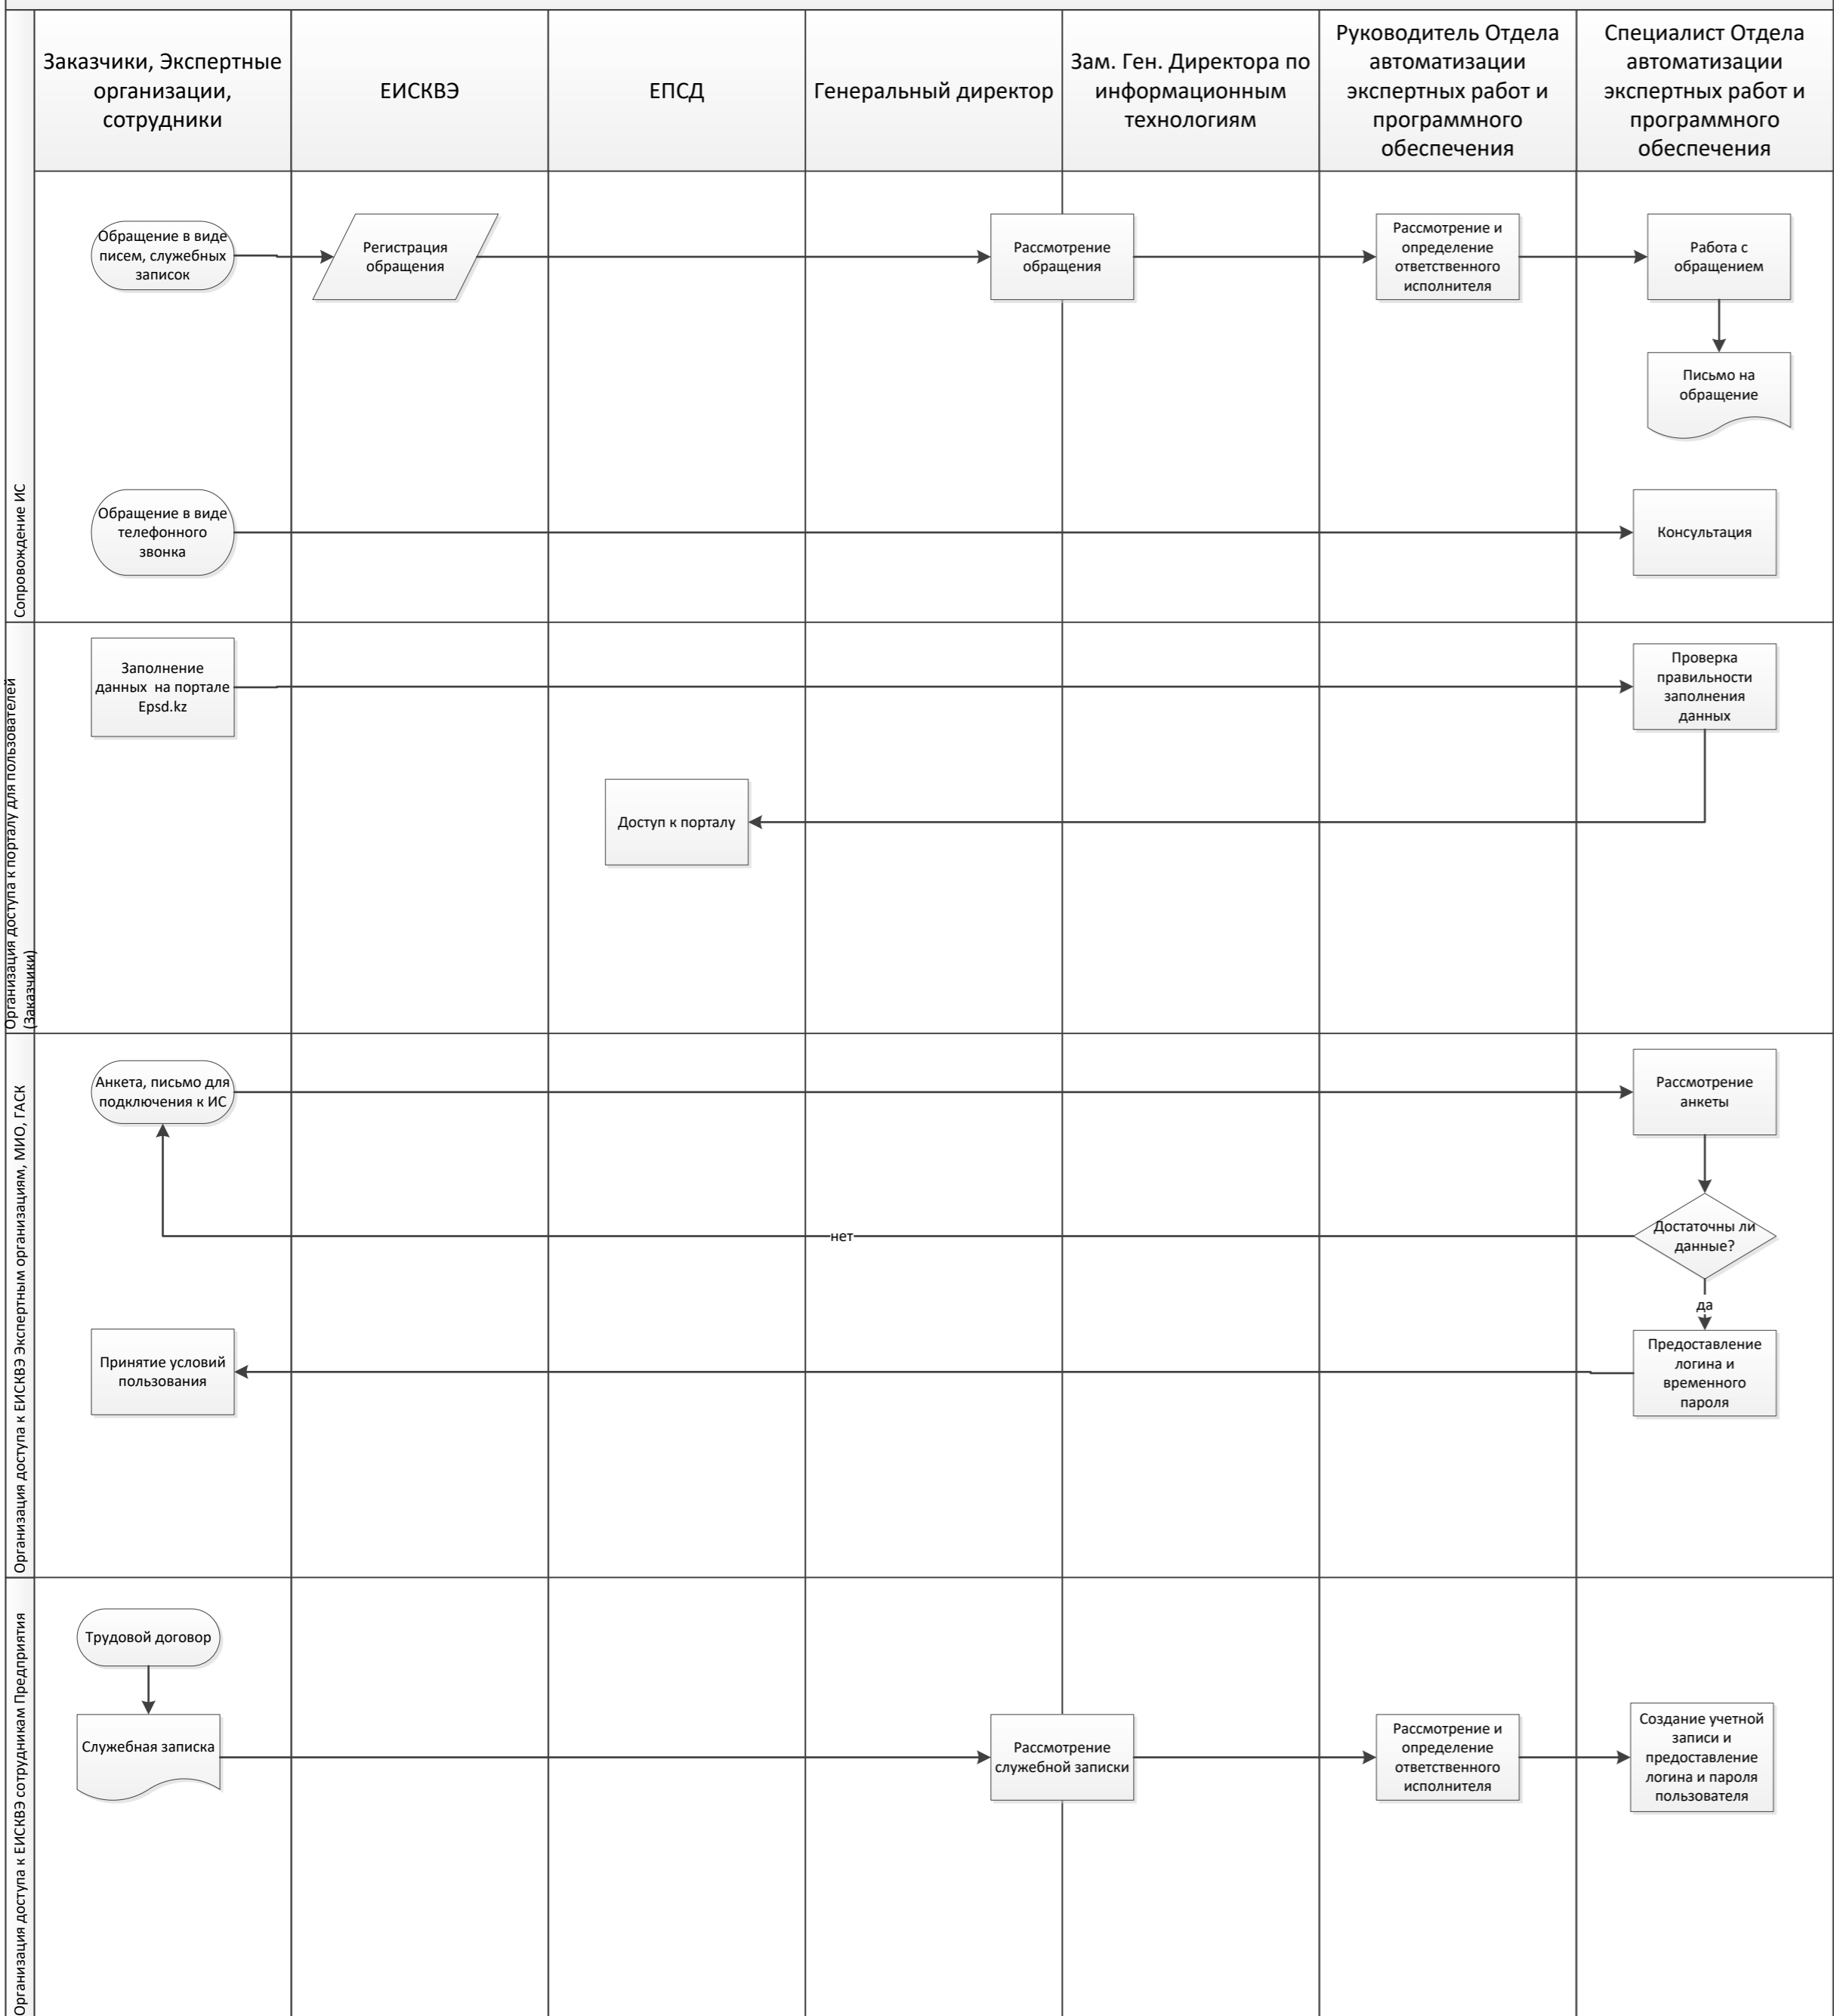 Заказчики, Экспертные
организации,
сотрудники
ЕИСКВЭ
ЕПСД
Генеральный директор
Зам. Ген. Директора по
информационным
технологиям
Руководитель Отдела
автоматизации
экспертных работ и
программного
обеспечения
Специалист Отдела
автоматизации
экспертных работ и
программного
обеспечения
Сопровождение ИС
Обращение в виде
писем, служебных
записок
Регистрация
обращения
Рассмотрение
обращения
Рассмотрение и
определение
ответственного
исполнителя
Работа с
обращением
Письмо на
обращение
Обращение в виде
телефонного
звонка
Консультация
Организация доступа к порталу для пользователей
(Заказчики)
Заполнение
данных на портале
Epsd.kz
Проверка
правильности
заполнения
данных
Доступ к порталу
Организация доступа к ЕИСКВЭ Экспертным организациям, МИО, ГАСК
Анкета, письмо для
подключения к ИС
Рассмотрение
анкеты
Достаточны ли
данные?
нет
да
Принятие условий
пользования
Предоставление
логина и
временного
пароля
Организация доступа к ЕИСКВЭ сотрудникам Предприятия
Трудовой договор
Служебная записка
Рассмотрение
служебной записки
Рассмотрение и
определение
ответственного
исполнителя
Создание учетной
записи и
предоставление
логина и пароля
пользователя